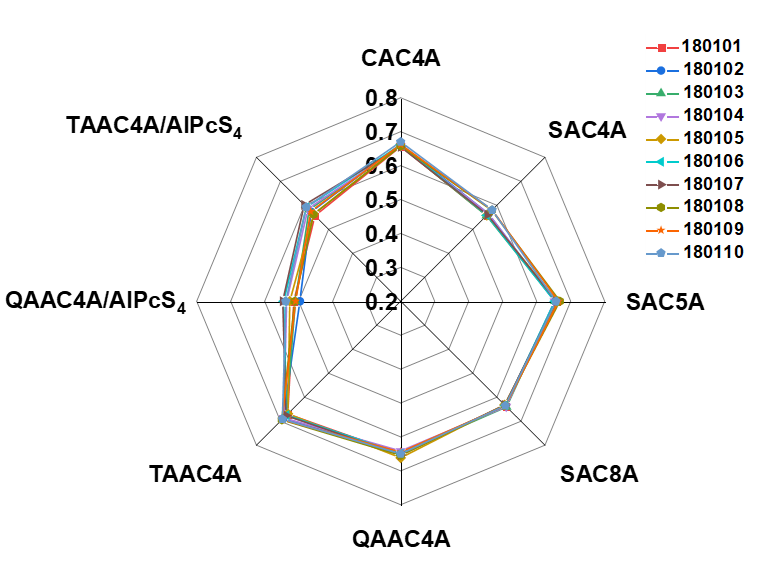 CAC4A
SAC4A
SAC5A
SAC8A
QAAC4A
TAAC4A
QAAC4A/AlPcS4
TAAC4A/AlPcS4
0.8
0.7
0.6
0.5
0.4
0.3
0.2
180101
180102
180103
180104
180105
180106
180107
180108
180109
180110